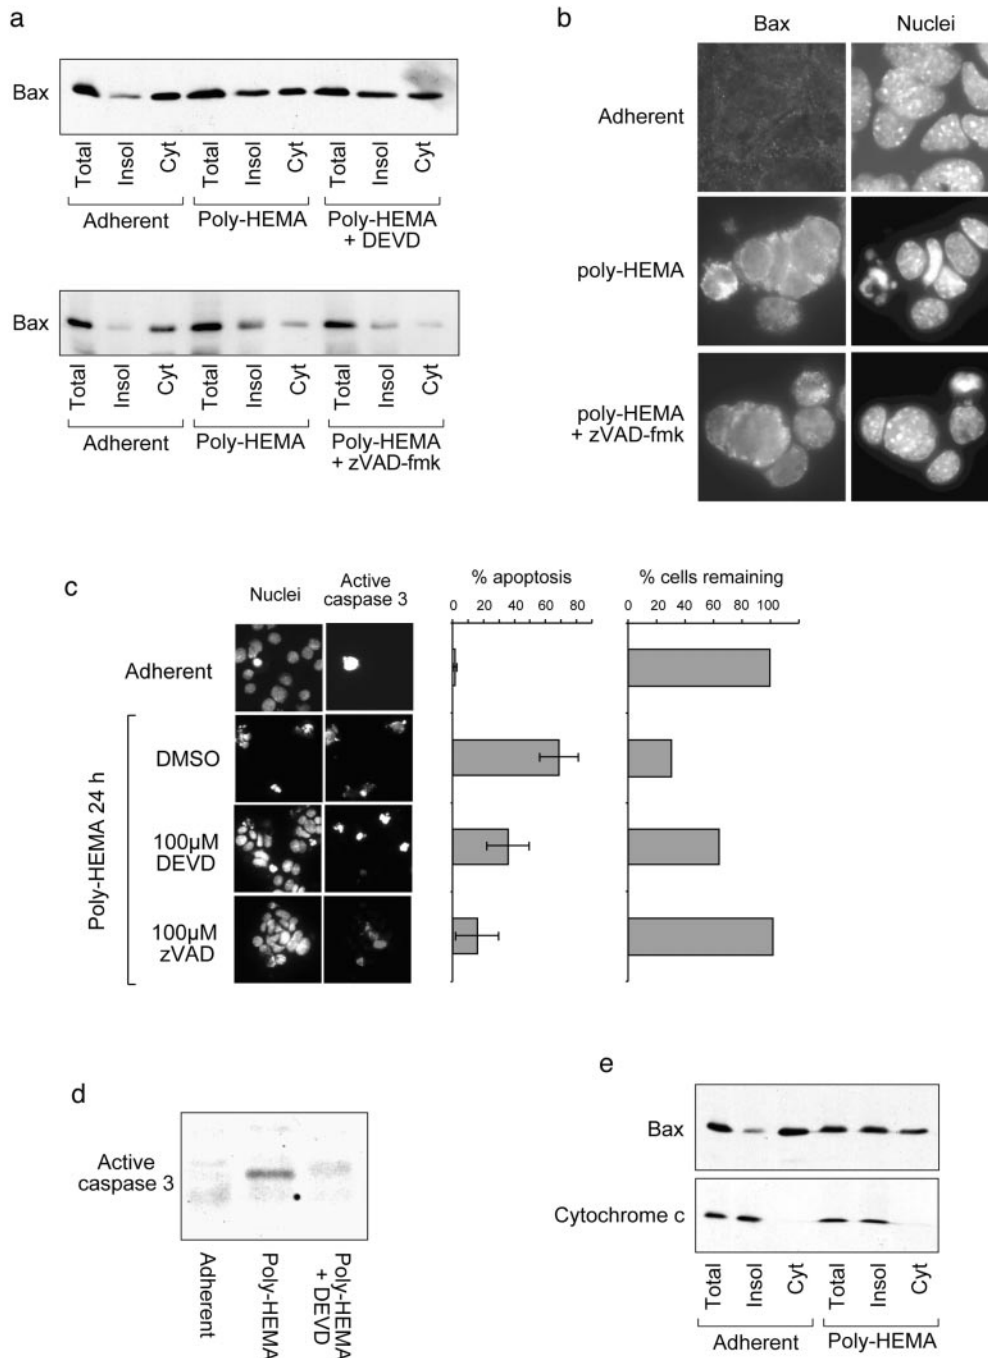 a
Bax
Total Insol Cyt Total Insol Cyt Total Insol Cyt
Adherent Poly-HEMA Poly-HEMA
+ DEVD
Bax
Total Insol Cyt Total Insol Cyt Total Insol Cyt
Adherent Poly-HEMA Poly-HEMA
+ zVAD-fmk
b
Bax Nuclei
Adherent
poly-HEMA
poly-HEMA
+ zVAD-fmk
c
Nuclei Active
caspase 3
% apoptosis % cells remaining
0 20 40 60 80 0 20 40 60 80 100
Adherent
Poly-HEMA 24 h
DMSO
100µM
DEVD
100µM
zVAD
d
Active
caspase 3
Adherent
Poly-HEMA
Poly-HEMA
+ DEVD
e
Bax
Cytochrome c
Total Insol Cyt Total Insol Cyt
Adherent Poly-HEMA